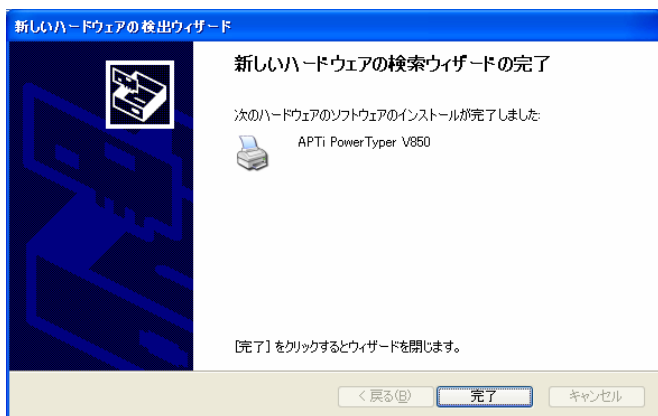 新しいハードウェアの検出ウィザード
新しいハードウェアの検索ウィザードの完了
次のハードウェアのソフトウェアのインストールが完了しました:
APTi PowerTyper V850
[完了] をクリックするとウィザードを閉じます。
< 戻る(B) 完了 キャンセル